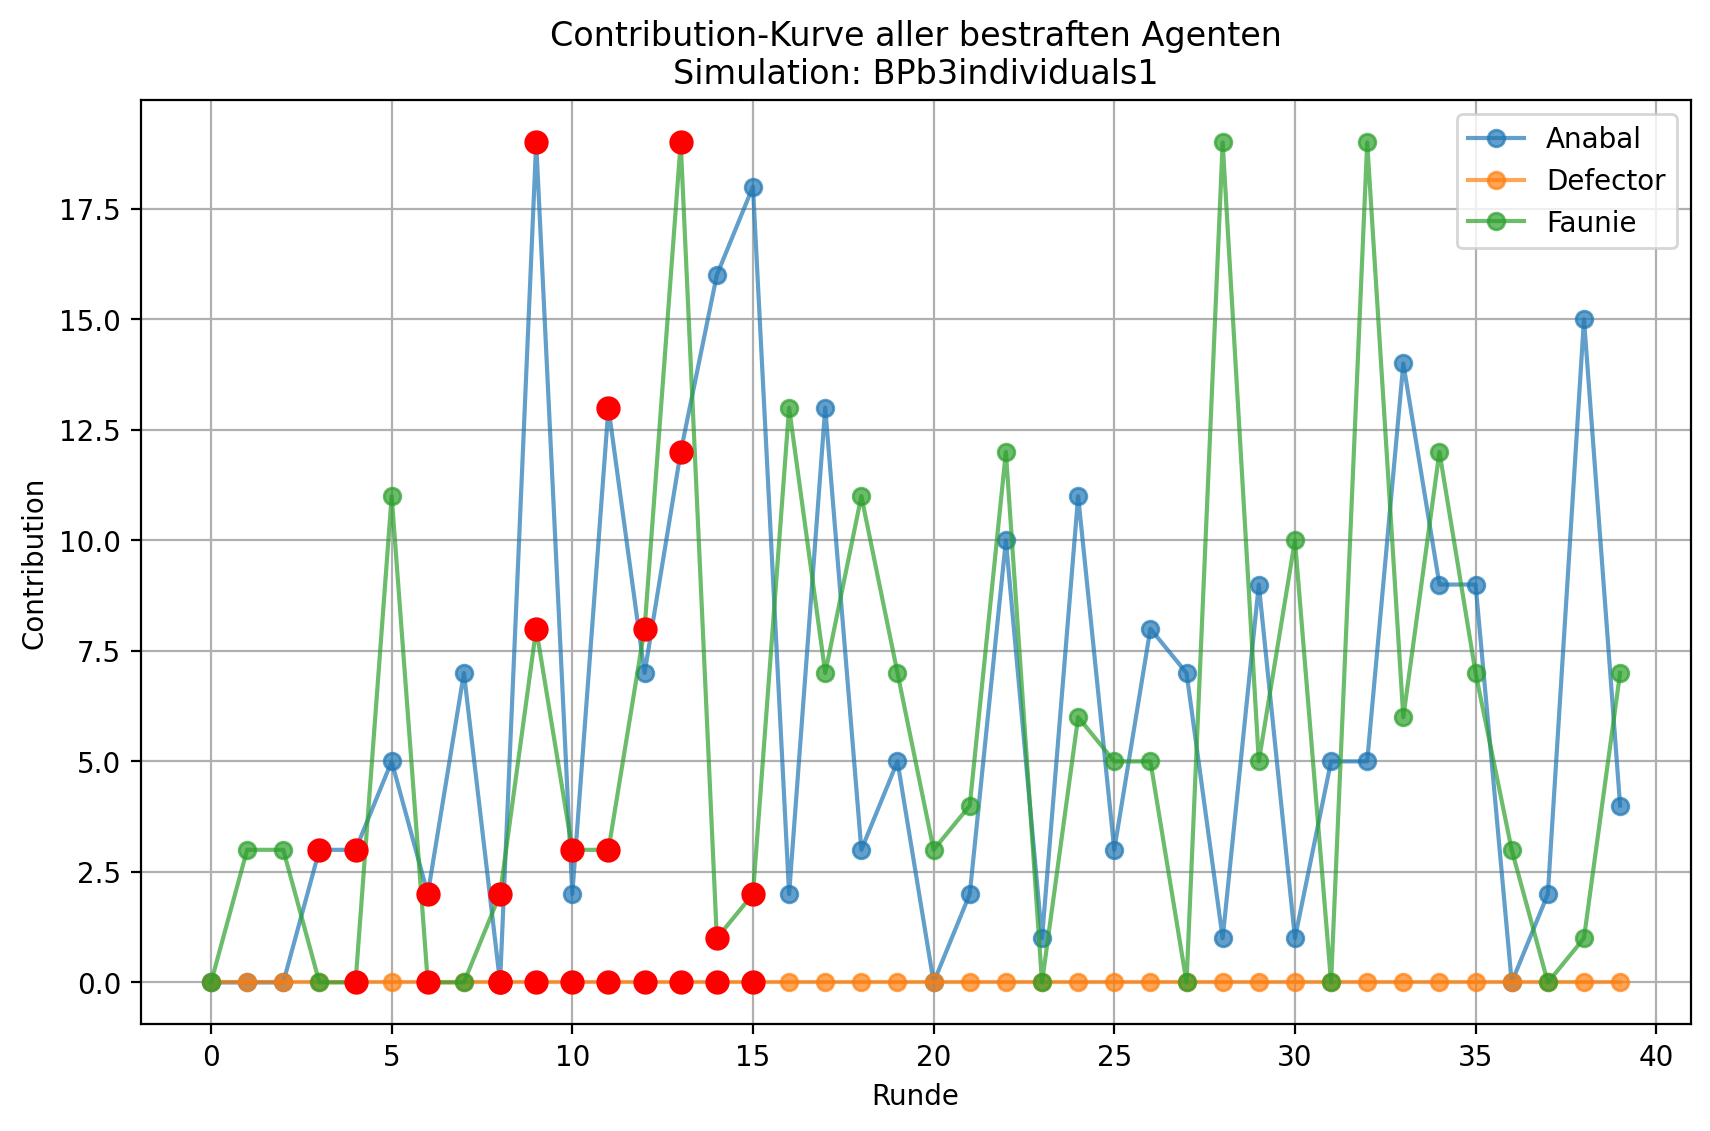 Contribution-Kurve aller bestraften Agenten
Simulation: BPb3individuals1
Anabal
Defector
Faunie
17.5
15.0
12.5
10.0
7.5
5.0
2.5
0.0
Contribution
0 5 10 15 20 25 30 35 40
Runde